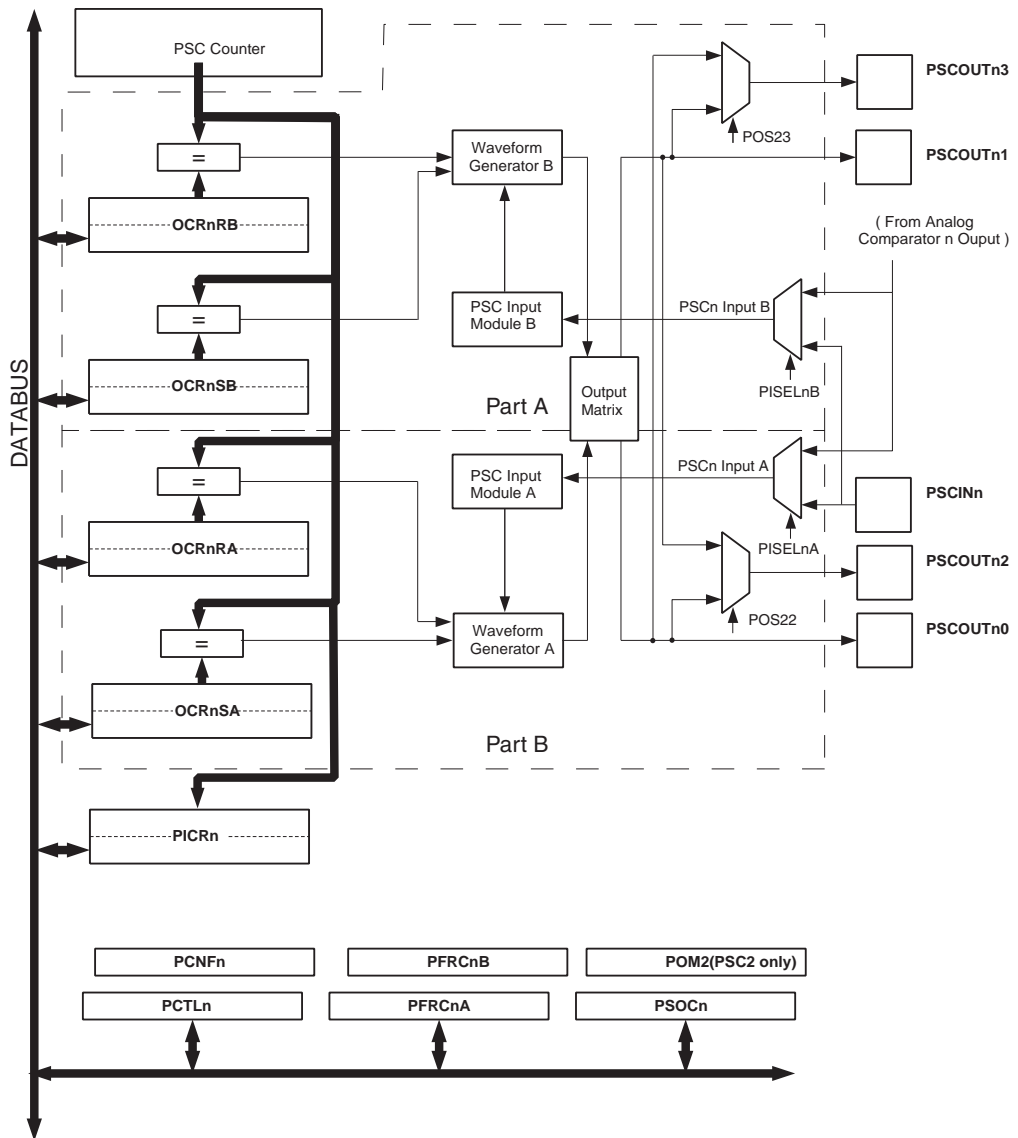 PSC Counter
PSCOUTn3
POS23
=
Waveform
Generator B
PSCOUTn1
OCRnRB
( From Analog
Comparator n Ouput )
PSC Input
Module B
PSCn Input B
=
OCRnSB
PISELnB
Output
Matrix
Part A
DATABUS
PSC Input
Module A
PSCn Input A
=
PSCINn
OCRnRA
PISELnA
PSCOUTn2
Waveform
Generator A
POS22
=
PSCOUTn0
OCRnSA
Part B
PICRn
PCNFn
PFRCnB
POM2(PSC2 only)
PCTLn
PFRCnA
PSOCn